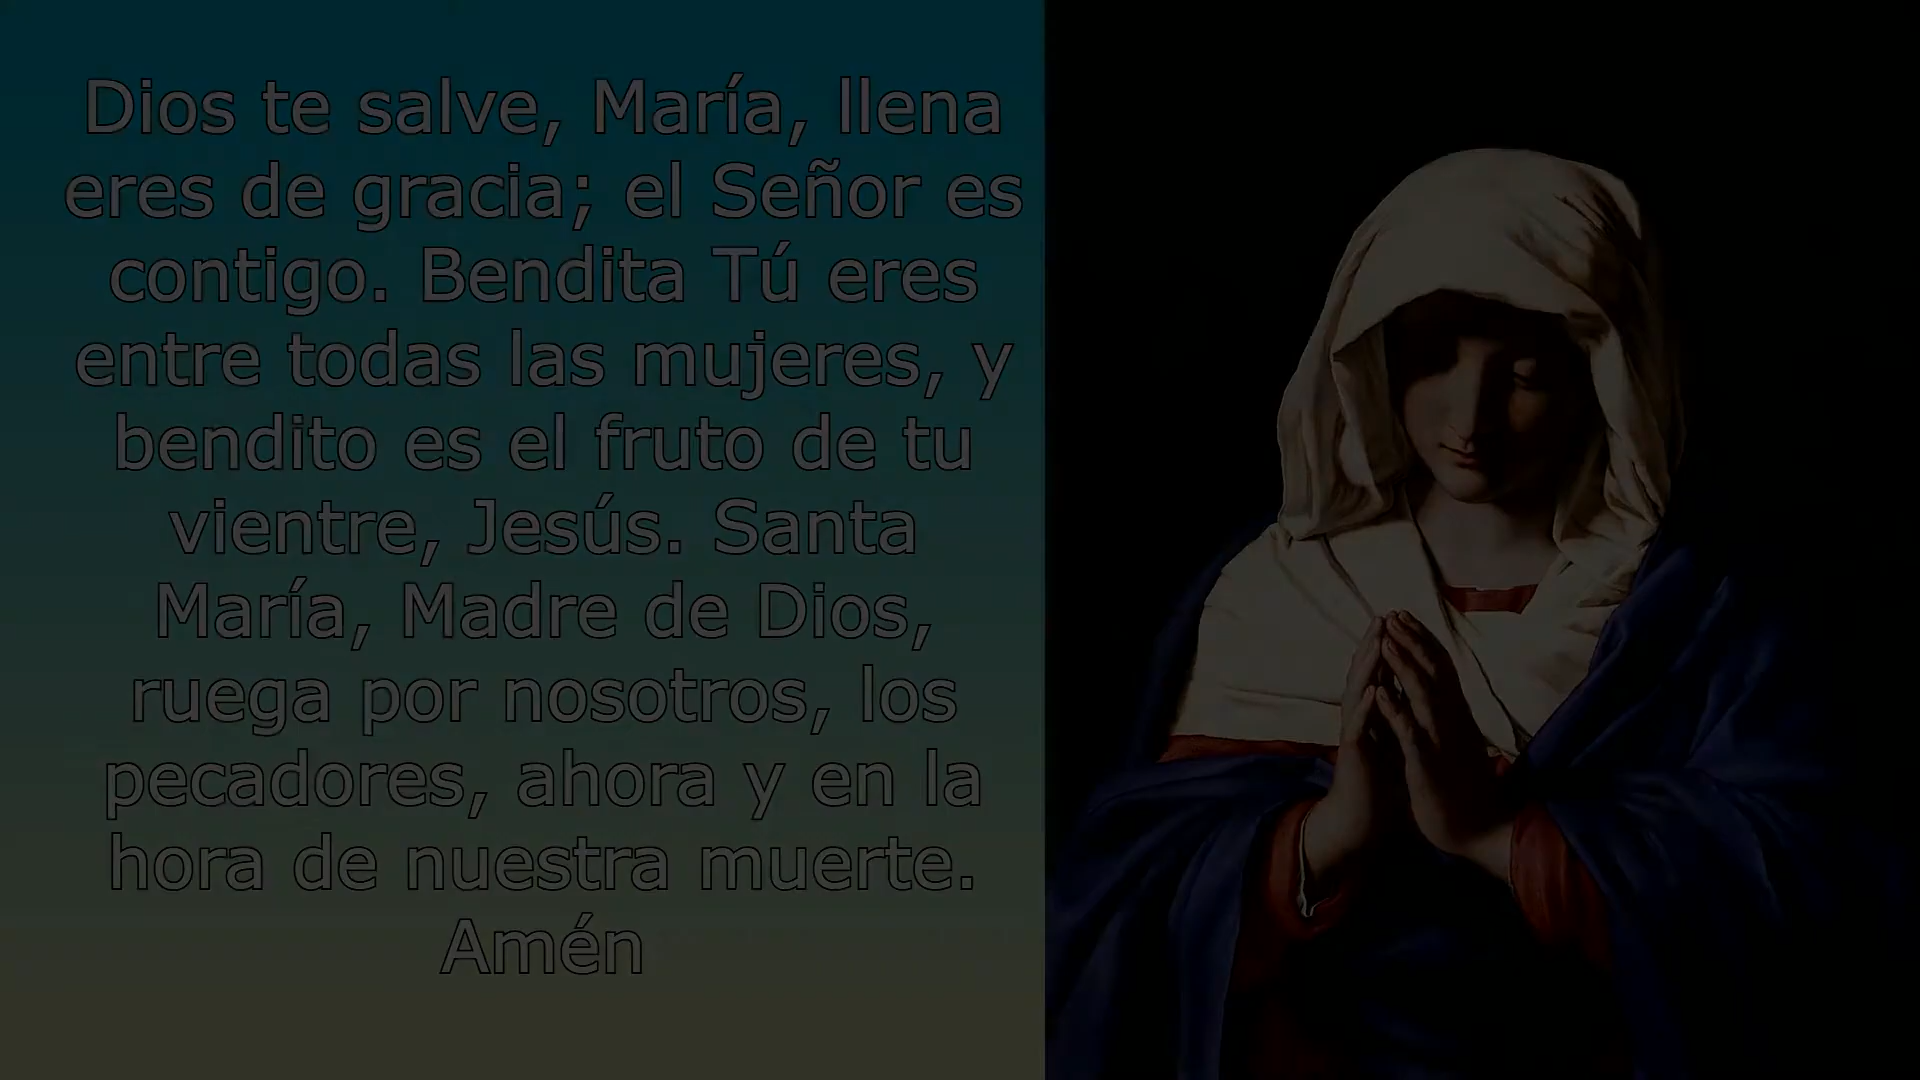 Dios te salve, María, llena
eres de gracia; el Señor es
contigo. Bendita Tú eres
entre todas las mujeres, y
bendito es el fruto de tu
vientre, Jesús. Santa
María, Madre de Dios,
ruega por nosotros, los
pecadores, ahora y en la
hora de nuestra muerte.
Amén